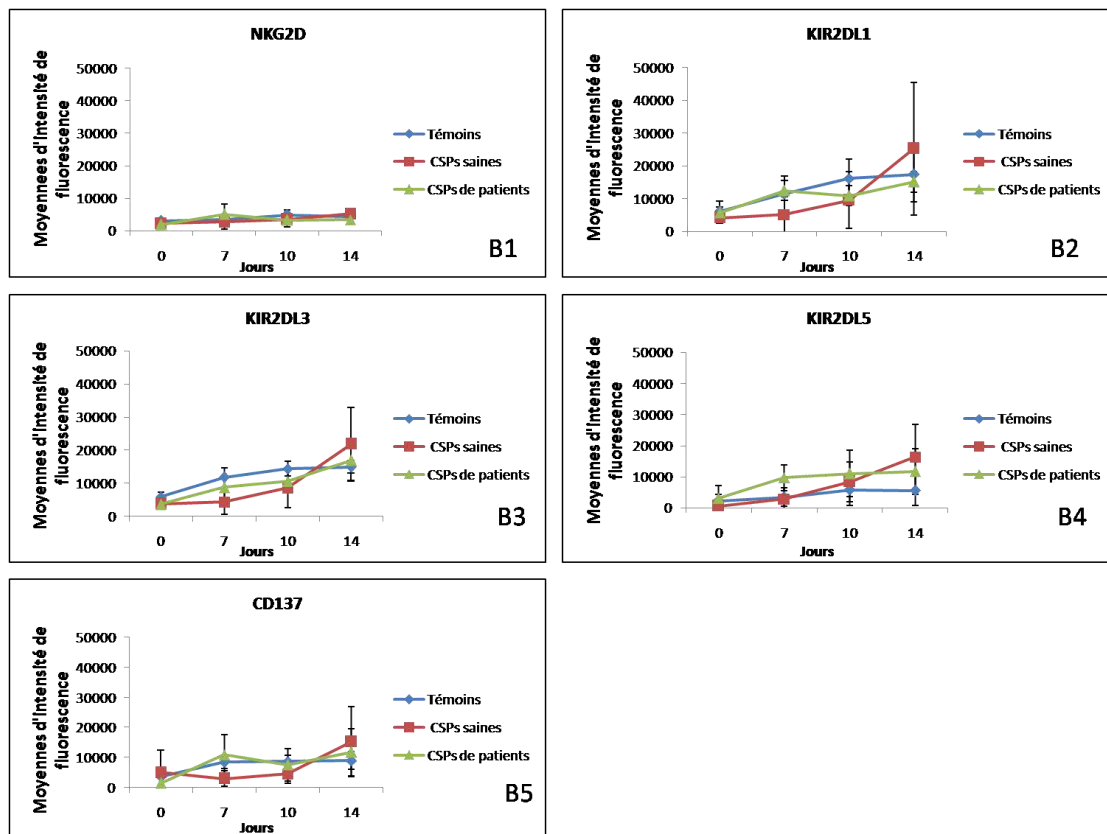 NKG2D
Moyennees d'Intensité de
fluorescence
50000
40000
30000
20000
10000
0
0 7 10 14
Jours
Témoins
CSPs saines
CSPs de patients
B1
KIR2DL1
Moyennes d'Intensité de
fluorescence
50000
40000
30000
20000
10000
0
0 7 10 14
Jours
Témoins
CSPs saines
CSPs de patients
B2
KIR2DL3
Moyennes d'Intensité de
fluorescence
50000
40000
30000
20000
10000
0
0 7 10 14
Jours
Témoins
CSPs saines
CSPs de patients
B3
KIR2DL5
Moyennes d'Intensité de
fluorescence
50000
40000
30000
20000
10000
0
0 7 10 14
Jours
Témoins
CSPs saines
CSPs de patients
B4
CD137
Moyennes d'Intensité de
fluorescence
50000
40000
30000
20000
10000
0
0 7 10 14
Jours
Témoins
CSPs saines
CSPs de patients
B5